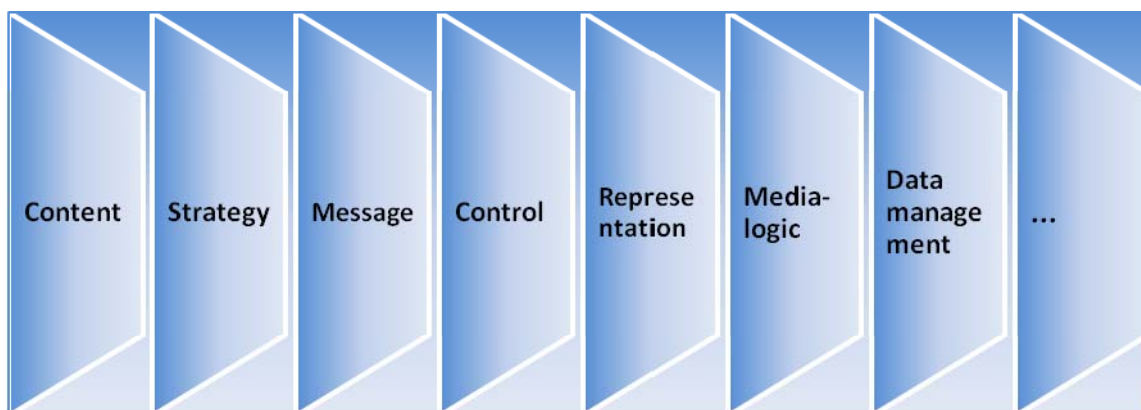 Content
Strategy
Message
Control
Represe
ntation
Media-
logic
Data
manage
ment
...